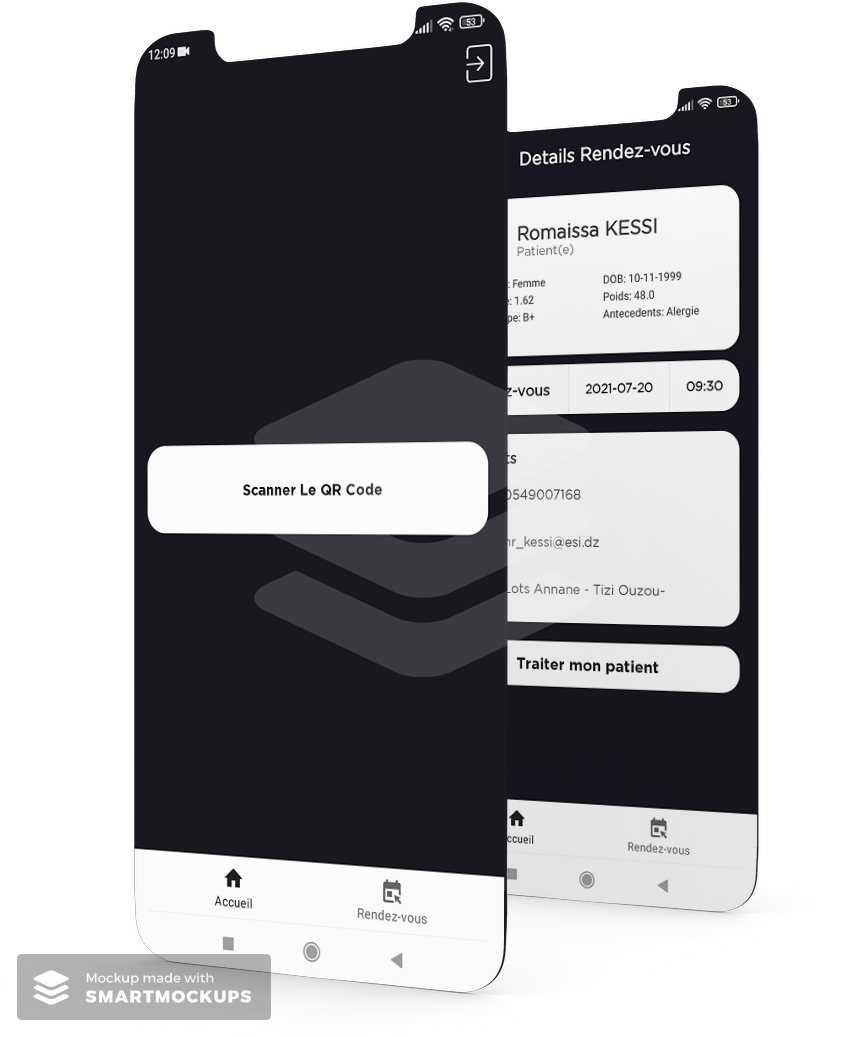 12:09
53
Scanner Le QR Code
Accueil
Rendez-vous
53
Details Rendez-vous
Romaissa KESSI
Patient(e)
: Femme
DOB: 10-11-1999
e: 1.62
Poids: 48.0
pe: B+
Antecedents: Alergie
z-vous
2021-07-20
09:30
ts
0549007168
hr_kessi@esi.dz
Lots Annane - Tizi Ouzou-
Traiter mon patient
ccueil
Rendez-vous
Mockup made with
SMARTMOCKUPS